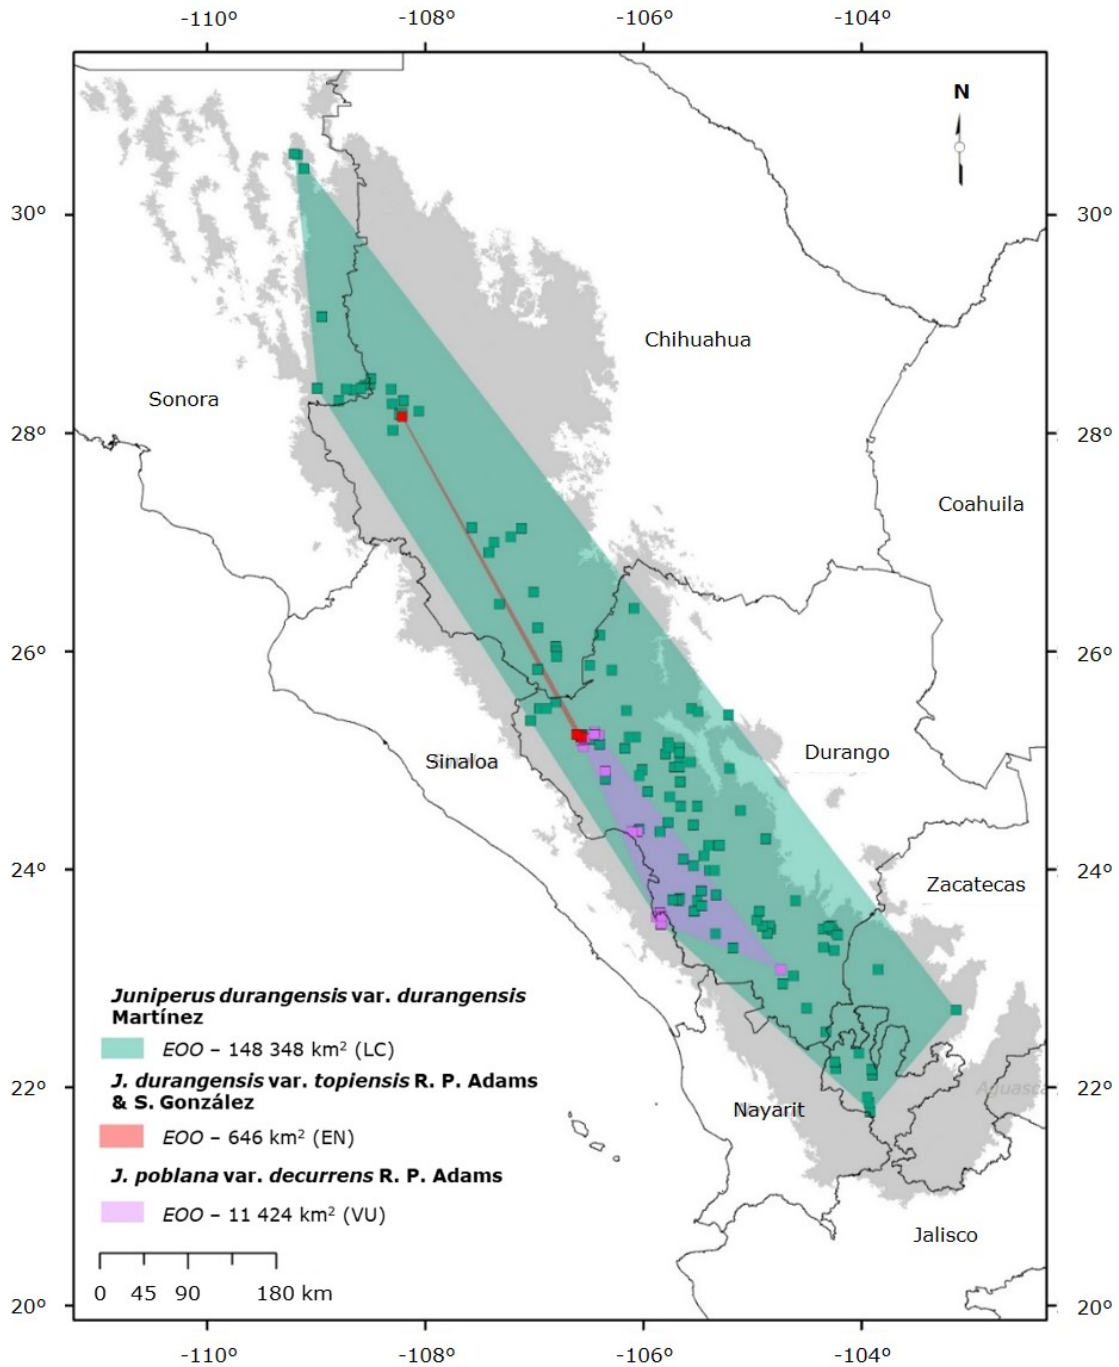 -110° -108° -106° -104°
N
30° 30°
Chihuahua
Sonora
28° 28°
Coahuila
26° 26°
Sinaloa
Durango
24° 24°
Zacatecas
Juniperus durangensis var. durangensis
Martínez
EOO – 148 348 km² (LC)
J. durangensis var. topiensis R. P. Adams
& S. González
22° 22°
Nayarit
EOO – 646 km² (EN)
J. poblana var. decurrens R. P. Adams
EOO – 11 424 km² (VU)
Jalisco
0 45 90 180 km
20° 20°
-110° -108° -106° -104°